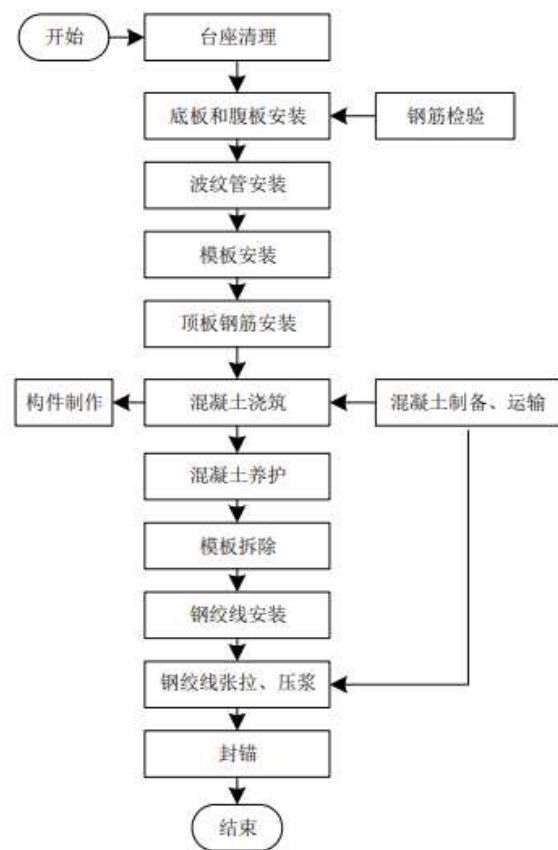 开始
台座清理
底板和腹板安装
钢筋检验
波纹管安装
模板安装
顶板钢筋安装
构件制作
混凝土浇筑
混凝土制备、运输
混凝土养护
模板拆除
钢绞线安装
钢绞线张拉、压浆
封锚
结束